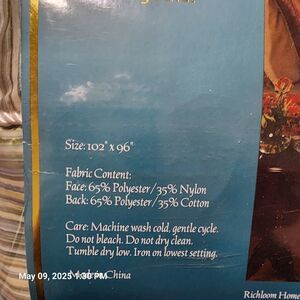 Size: 102" x 96"
Fabric Content:
Face: 65% Polyester/35% Nylon
Back: 65% Polyester/35% Cotton
Care: Machine wash cold, gentle cycle.
Do not bleach. Do not dry clean.
Tumble dry low. Iron on lowest setting.
May 09, 2025 1:30 PM
Made in China
Richloom Home